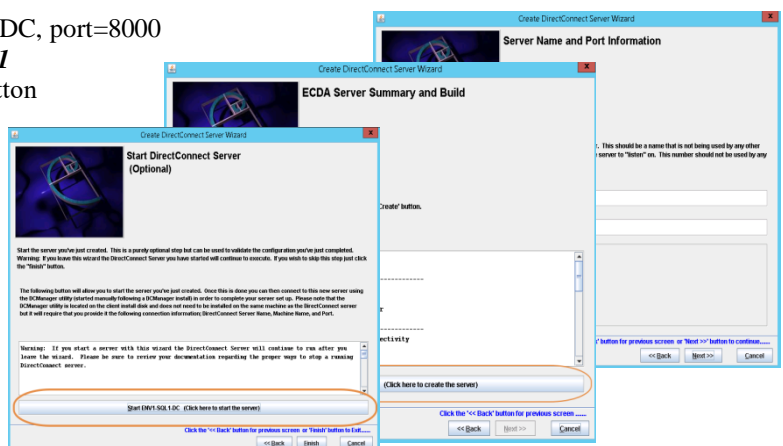 DC, port=8000
1
tton
Create DirectConnect Server Wizard
x
Server Name and Port Information
r. This should be a name that is not being used by any other
server to "listen" on. This number should not be used by any
' button for previous screen or 'Next >>' button to continue......
<< Back
Next >>
Cancel
Create DirectConnect Server Wizard
x
ECDA Server Summary and Build
Create' button.
------------
r
------------
ectivity
(Click here to create the server)
Click the '<< Back' button for previous screen ......
<< Back
Next >>
Cancel
Create DirectConnect Server Wizard
x
Start DirectConnect Server
(Optional)
Start the server you've just created. This is a purely optional step but can be used to validate the configuration you've just completed.
Warning: If you leave this wizard the DirectConnect Server you have started will continue to execute. If you wish to skip this step just click
the "finish" button.
The following button will allow you to start the server you've just created. Once this is done you can then connect to this new server using
the DCManager utility (started manually following a DCManager install) in order to complete your server set up. Please note that the
DCManager utility is located on the client install disk and does not need to be installed on the same machine as the DirectConnect server
but it will require that you provide it the following connection information; DirectConnect Server Name, Machine Name, and Port.
Warning: If you start a server with this wizard the DirectConnect Server will continue to run after you
leave the wizard. Please be sure to review your documentation regarding the proper ways to stop a running
DirectConnect server.
Start ENV1-SQL1-DC (Click here to start the server)
Click the '<< Back' button for previous screen or 'Finish' button to Exit......
<< Back
Finish
Cancel